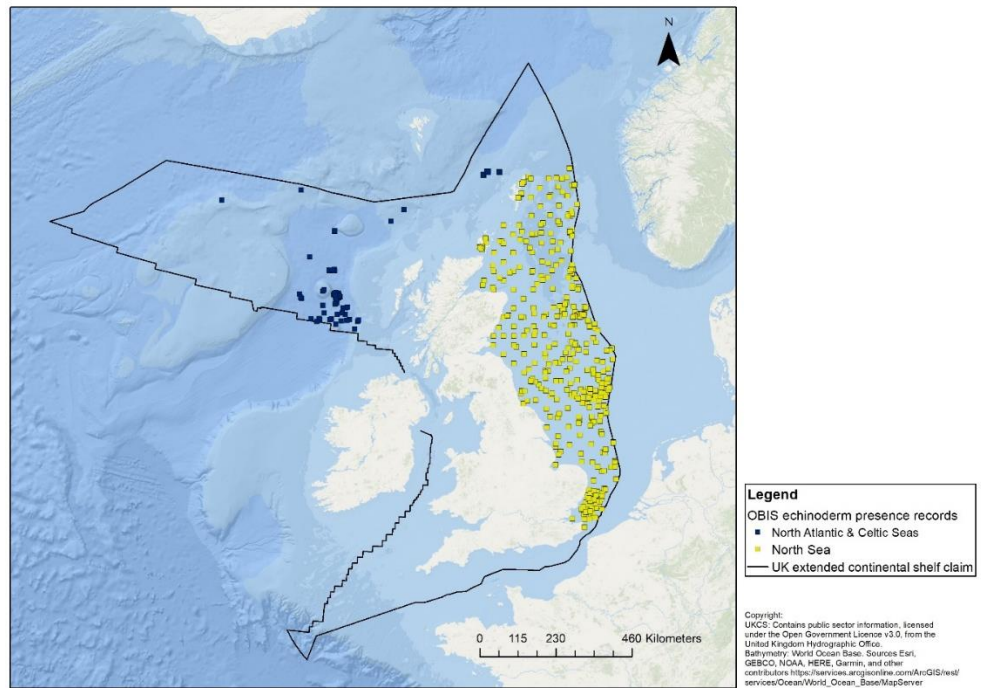 N
0 115 230 460 Kilometers
Legend
OBIS echinoderm presence records
North Atlantic & Celtic Seas
North Sea
UK extended continental shelf claim
Copyright:
UKCS: Contains public sector information, licensed
under the Open Government Licence v3.0, from the
United Kingdom Hydrographic Office.
Bathymetry: World Ocean Base. Sources Esri,
GEBCO, NOAA, HERE, Garmin, and other
contributors https://services.arcgisonline.com/ArcGIS/rest/
services/Ocean/World_Ocean_Base/MapServer